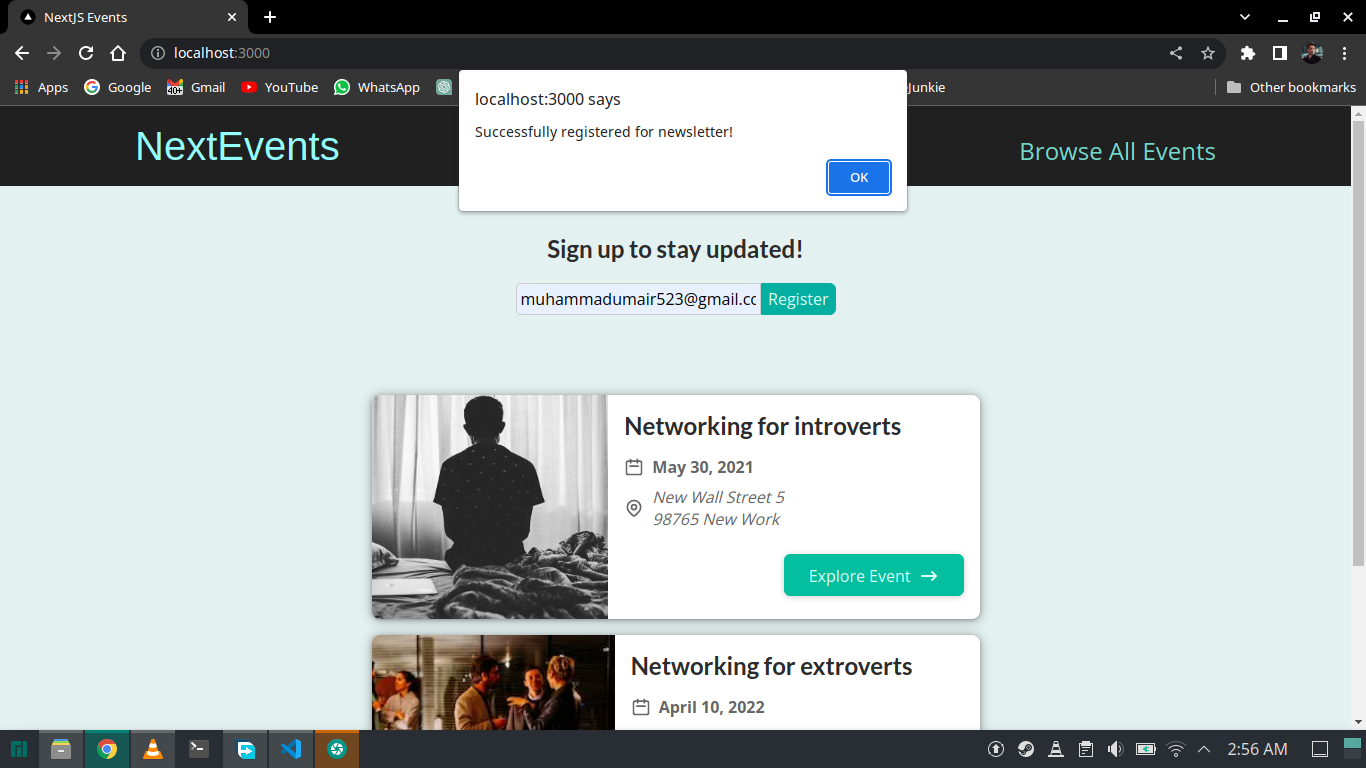 NextJS Events
localhost:3000
Apps
Google
40+
Gmail
YouTube
WhatsApp
Junkie
Other bookmarks
localhost:3000 says
Successfully registered for newsletter!
OK
NextEvents
Browse All Events
Sign up to stay updated!
muhammadumair523@gmail.cc
Register
Networking for introverts
May 30, 2021
New Wall Street 5
98765 New Work
Explore Event
Networking for extroverts
April 10, 2022
2:56 AM